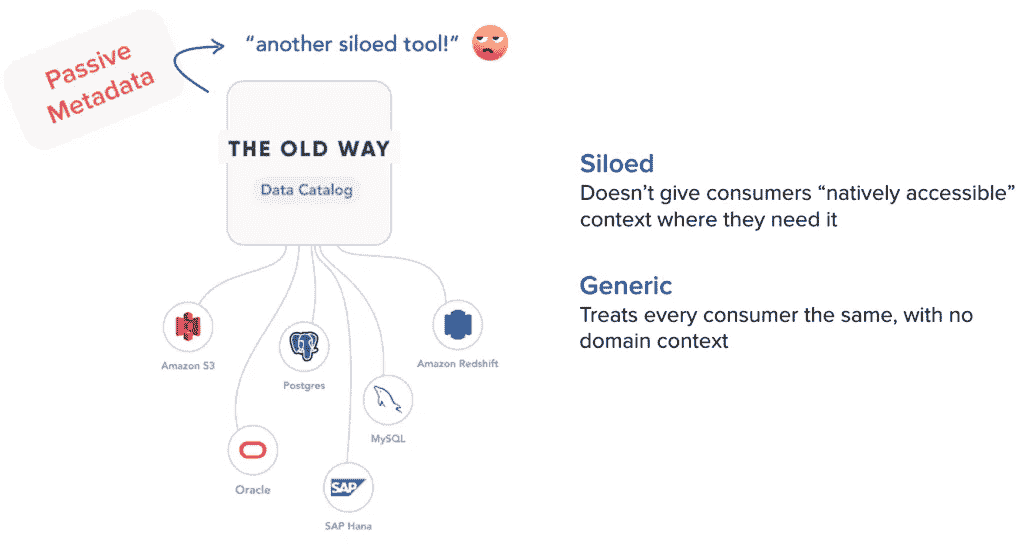 Passive
Metadata
“another siloed tool!”
THE OLD WAY
Data Catalog
Siloed
Doesn’t give consumers “natively accessible”
context where they need it
Generic
Treats every consumer the same, with no
domain context
Amazon S3
Postgres
Amazon Redshift
MySQL
Oracle
SAP
SAP Hana